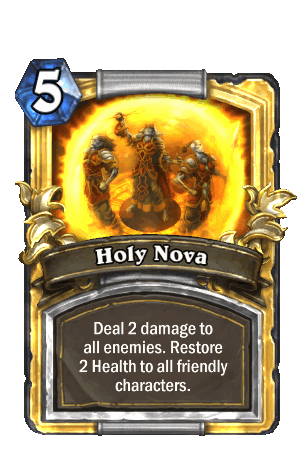 5
Holy Nova
Deal 2 damage to
all enemies. Restore
2 Health to all friendly
characters.